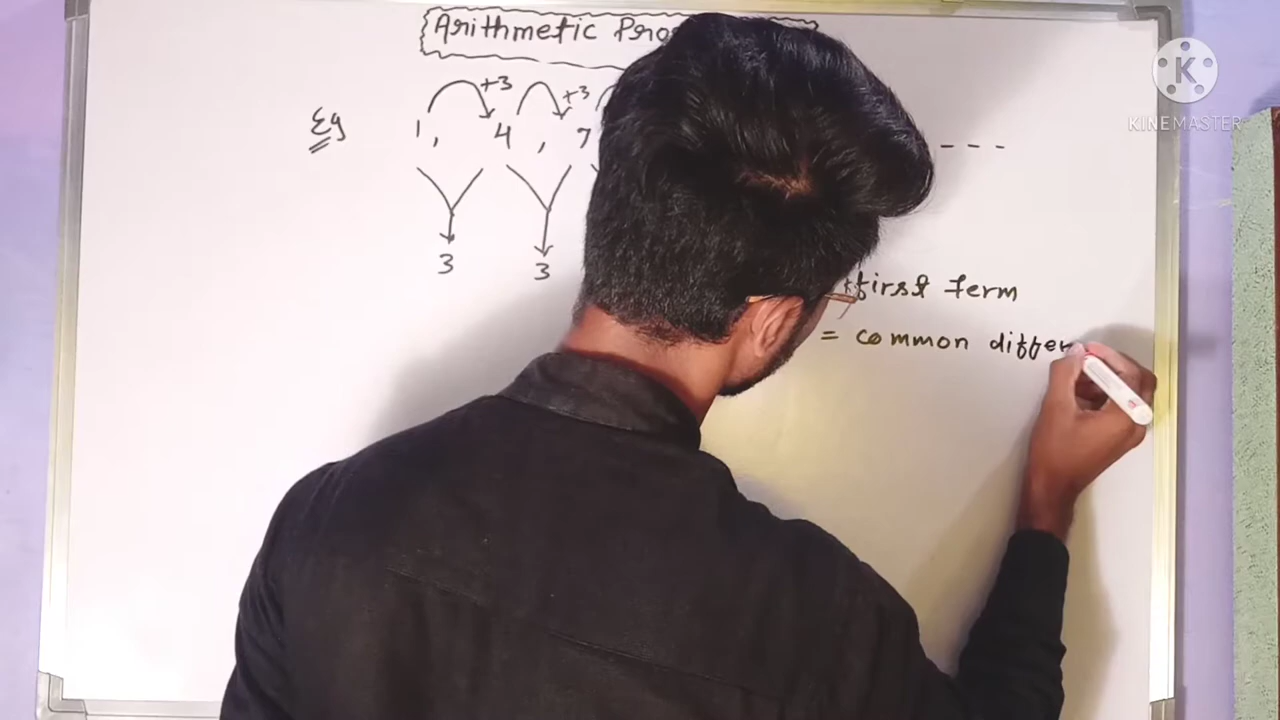 Arithmetic Pro
+3 +3
Eg 1, 4, 7 - - -
3 3
first term
= common differ
K
KINEMASTER